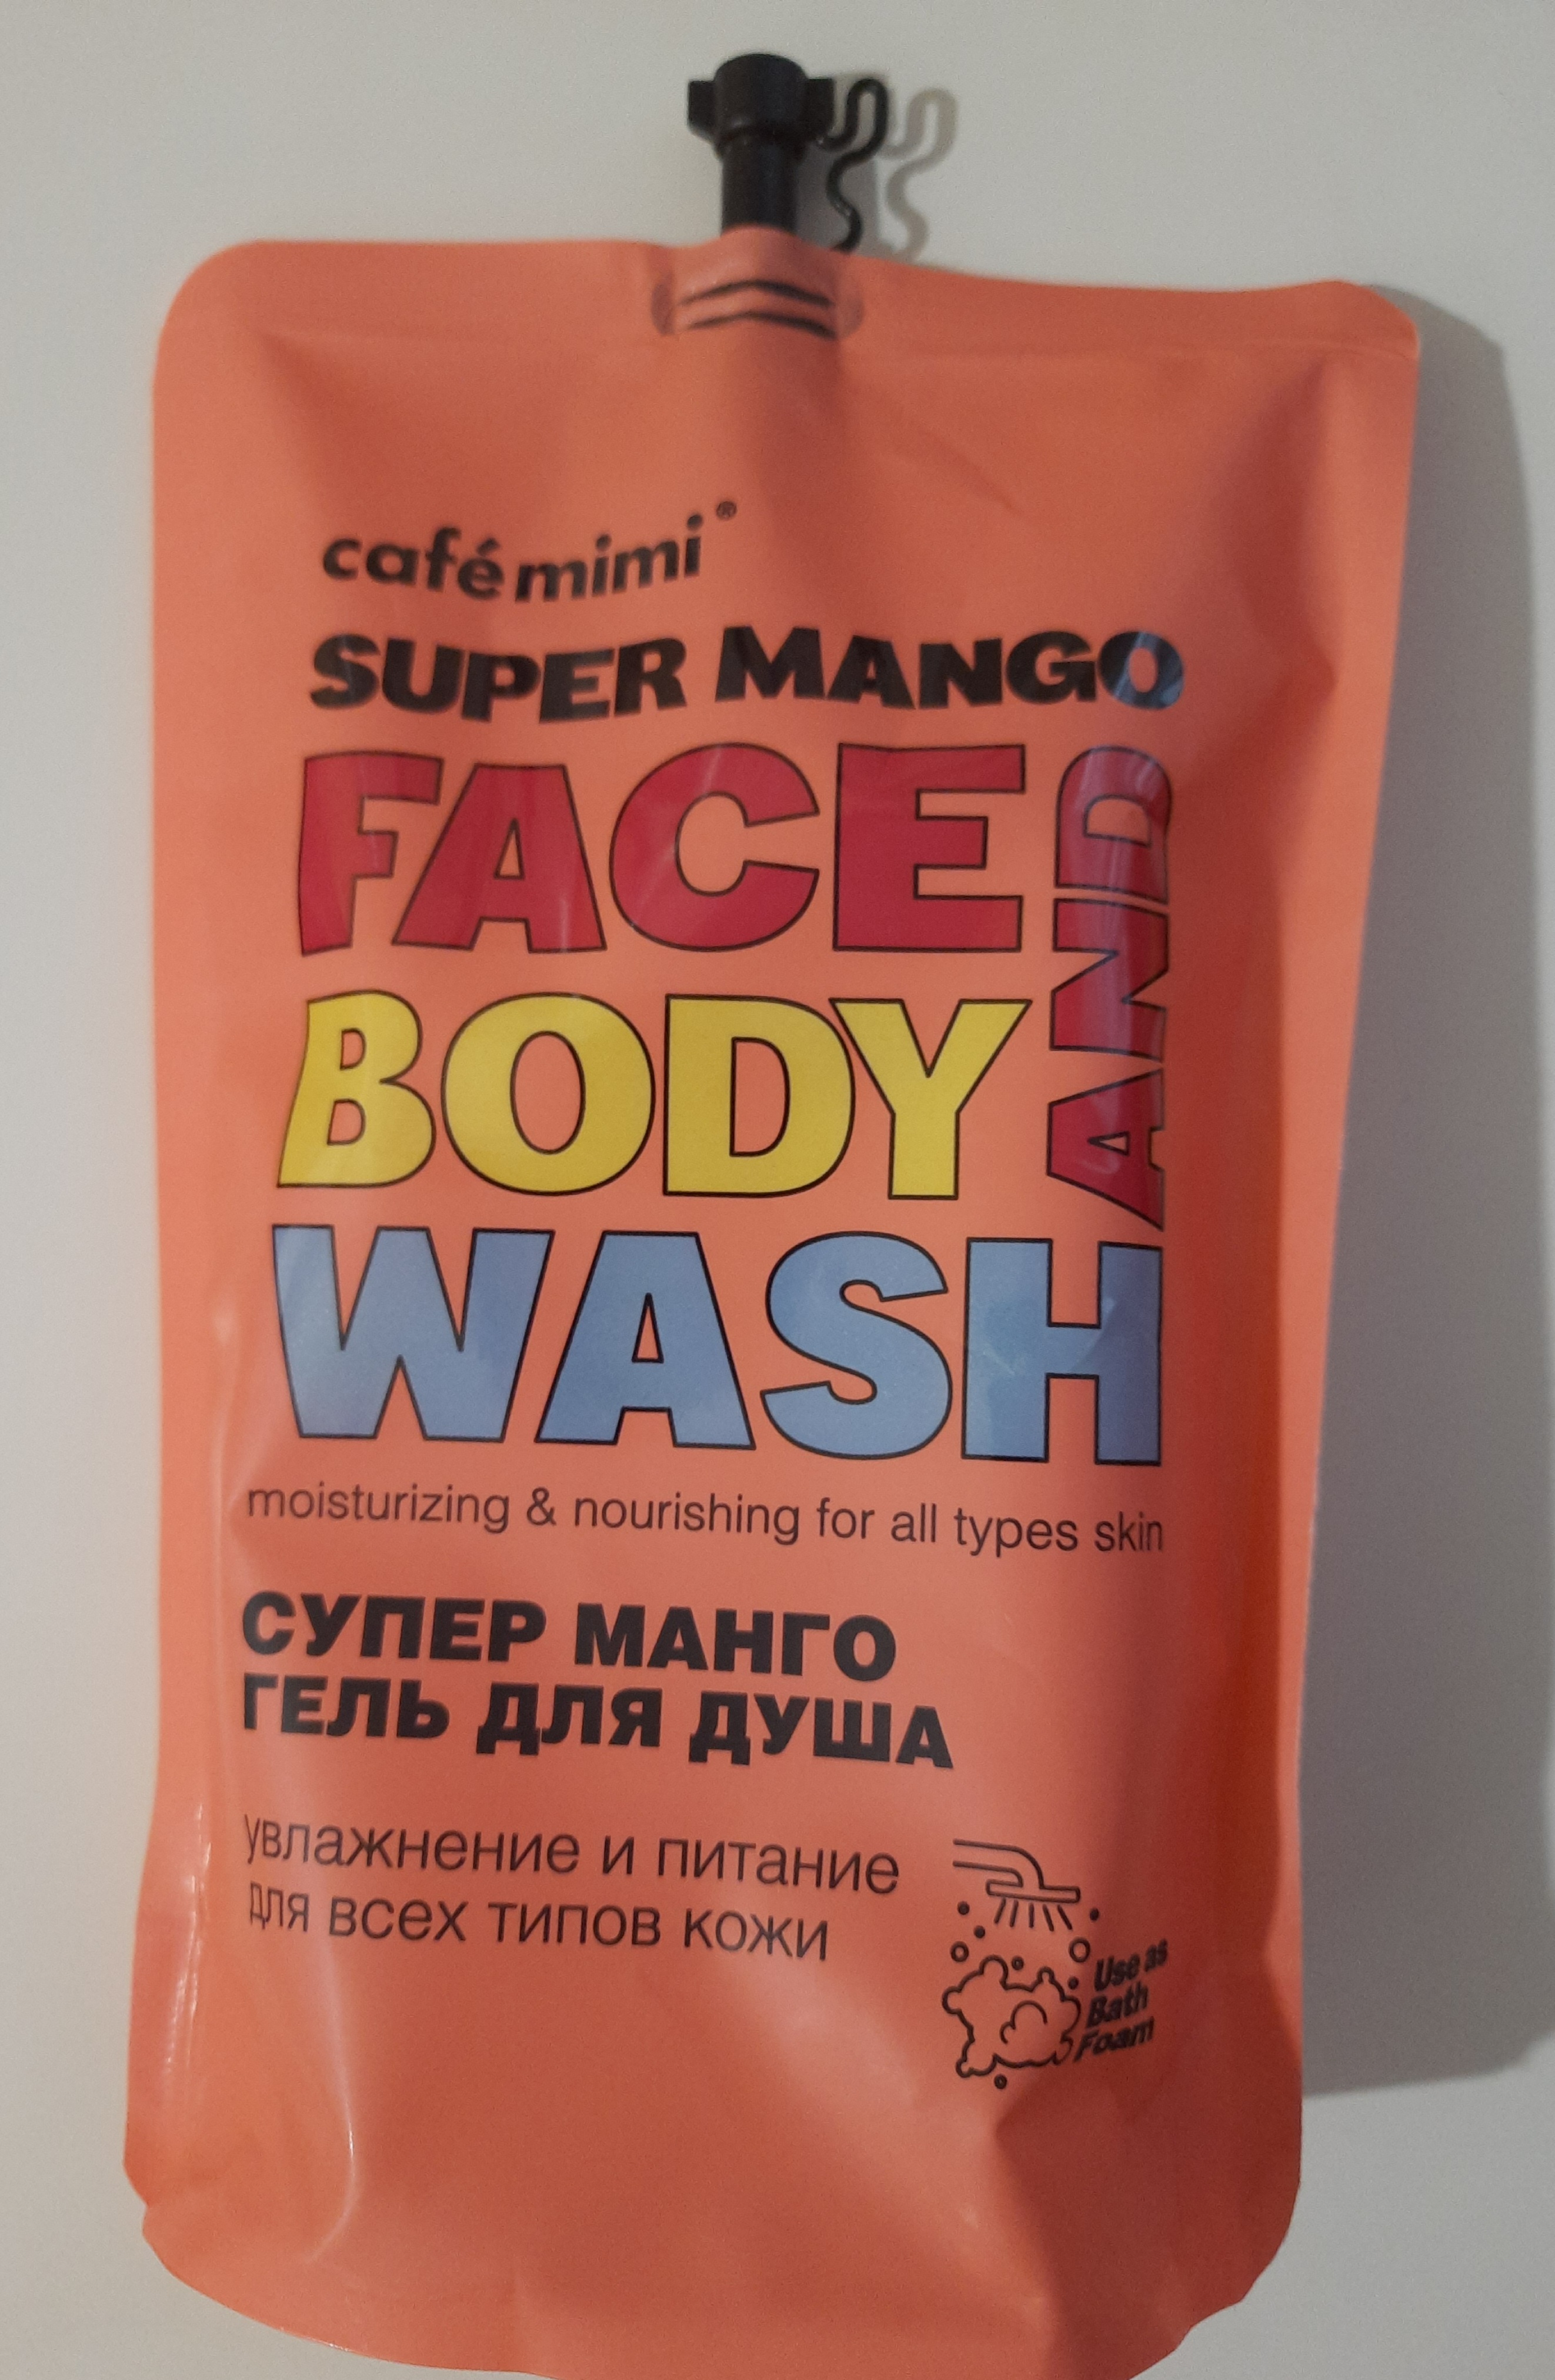 café mimi®
SUPER MANGO
FACE AND
BODY
WASH
moisturizing & nourishing for all types skin
СУПЕР МАНГО
ГЕЛЬ ДЛЯ ДУША
увлажнение и питание
для всех типов кожи
Use as
Bath
Foam